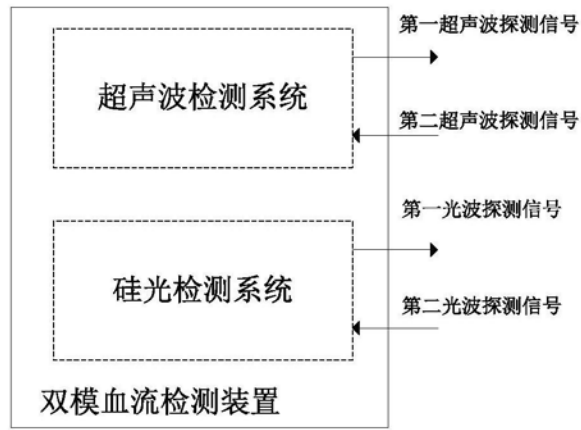 第一超声波探测信号
超声波检测系统
第二超声波探测信号
第一光波探测信号
硅光检测系统
第二光波探测信号
双模血流检测装置